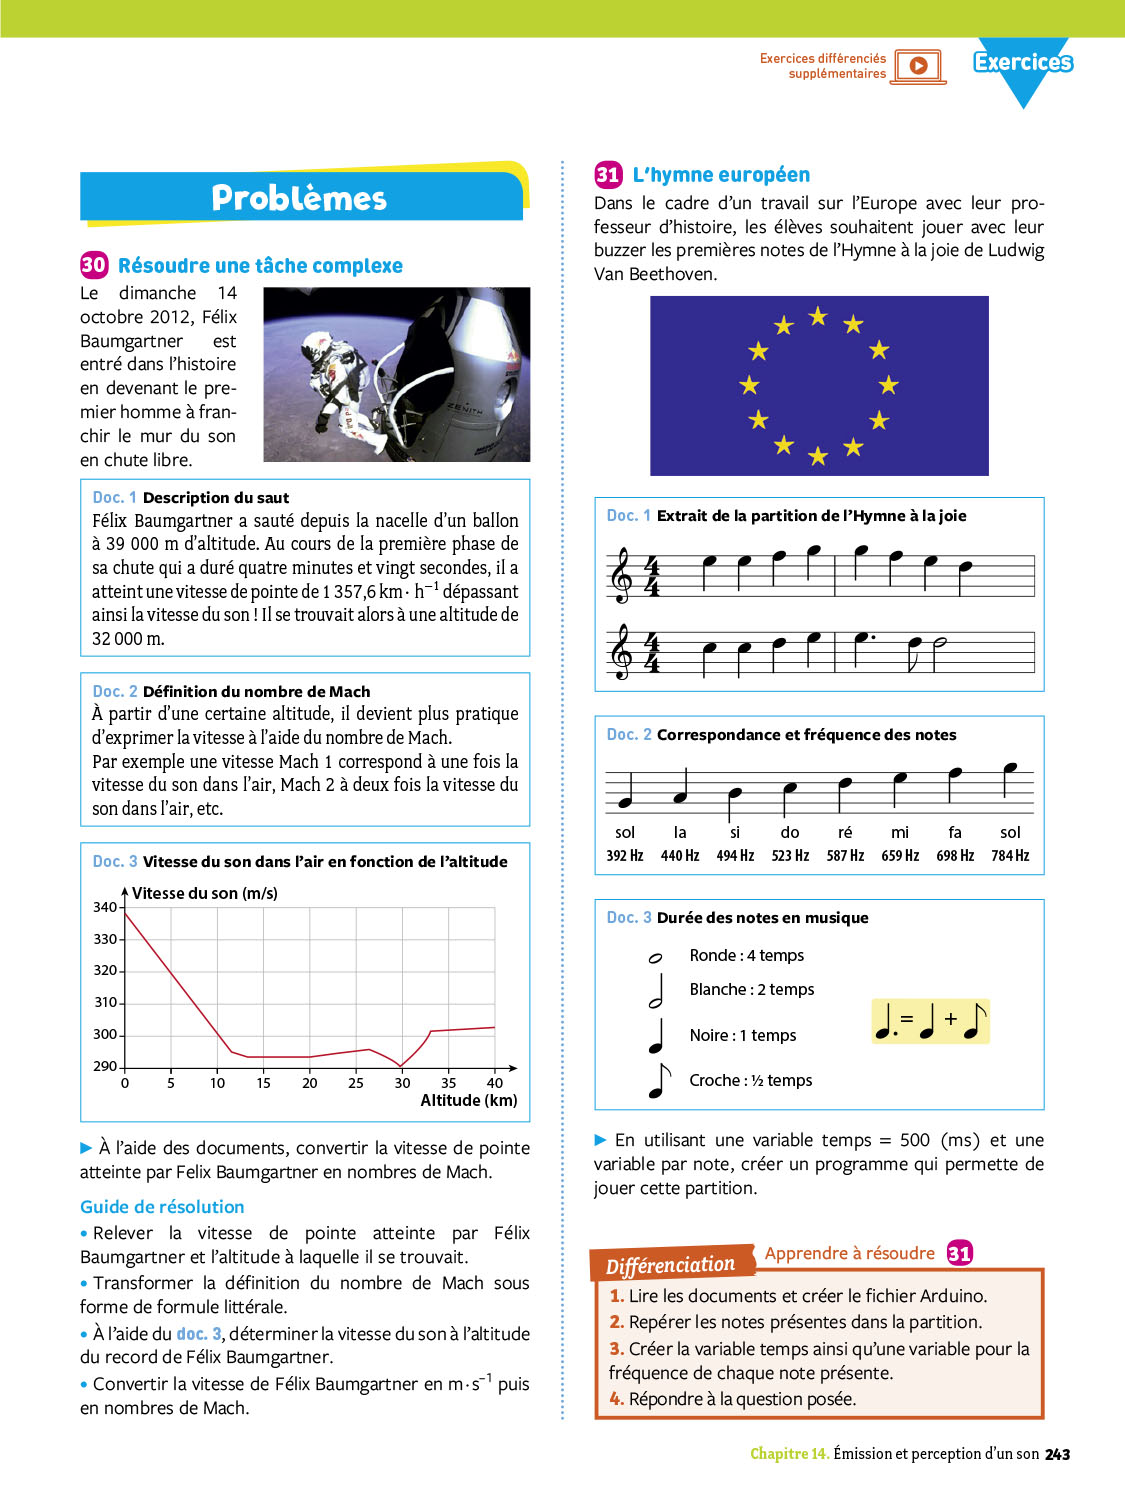 Exercices différenciés
supplémentaires
Exercices
Problèmes
30 Résoudre une tâche complexe
Le dimanche 14
octobre 2012, Félix
Baumgartner est
entré dans l'histoire
en devenant le pre-
mier homme à fran-
chir le mur du son
en chute libre.
ZENITH
Doc. 1 Description du saut
Félix Baumgartner a sauté depuis la nacelle d'un ballon
à 39 000 m d'altitude. Au cours de la première phase de
sa chute qui a duré quatre minutes et vingt secondes, il a
atteint une vitesse de pointe de 1 357,6 km · h⁻¹ dépassant
ainsi la vitesse du son ! Il se trouvait alors à une altitude de
32 000 m.
Doc. 2 Définition du nombre de Mach
À partir d'une certaine altitude, il devient plus pratique
d'exprimer la vitesse à l'aide du nombre de Mach.
Par exemple une vitesse Mach 1 correspond à une fois la
vitesse du son dans l'air, Mach 2 à deux fois la vitesse du
son dans l'air, etc.
Doc. 3 Vitesse du son dans l'air en fonction de l'altitude
Vitesse du son (m/s)
340
330
320
310
300
290
0 5 10 15 20 25 30 35 40
Altitude (km)
► À l'aide des documents, convertir la vitesse de pointe
atteinte par Felix Baumgartner en nombres de Mach.
Guide de résolution
• Relever la vitesse de pointe atteinte par Félix
Baumgartner et l'altitude à laquelle il se trouvait.
• Transformer la définition du nombre de Mach sous
forme de formule littérale.
• À l'aide du doc. 3, déterminer la vitesse du son à l'altitude
du record de Félix Baumgartner.
• Convertir la vitesse de Félix Baumgartner en m·s⁻¹ puis
en nombres de Mach.
31 L'hymne européen
Dans le cadre d'un travail sur l'Europe avec leur pro-
fesseur d'histoire, les élèves souhaitent jouer avec leur
buzzer les premières notes de l'Hymne à la joie de Ludwig
Van Beethoven.
Doc. 1 Extrait de la partition de l'Hymne à la joie
4
4
4
4
Doc. 2 Correspondance et fréquence des notes
sol la si do ré mi fa sol
392 Hz 440 Hz 494 Hz 523 Hz 587 Hz 659 Hz 698 Hz 784 Hz
Doc. 3 Durée des notes en musique
Ronde : 4 temps
Blanche : 2 temps
Noire : 1 temps
= +
Croche : ½ temps
► En utilisant une variable temps = 500 (ms) et une
variable par note, créer un programme qui permette de
jouer cette partition.
Différenciation Apprendre à résoudre 31
1. Lire les documents et créer le fichier Arduino.
2. Repérer les notes présentes dans la partition.
3. Créer la variable temps ainsi qu'une variable pour la
fréquence de chaque note présente.
4. Répondre à la question posée.
Chapitre 14. Émission et perception d'un son 243